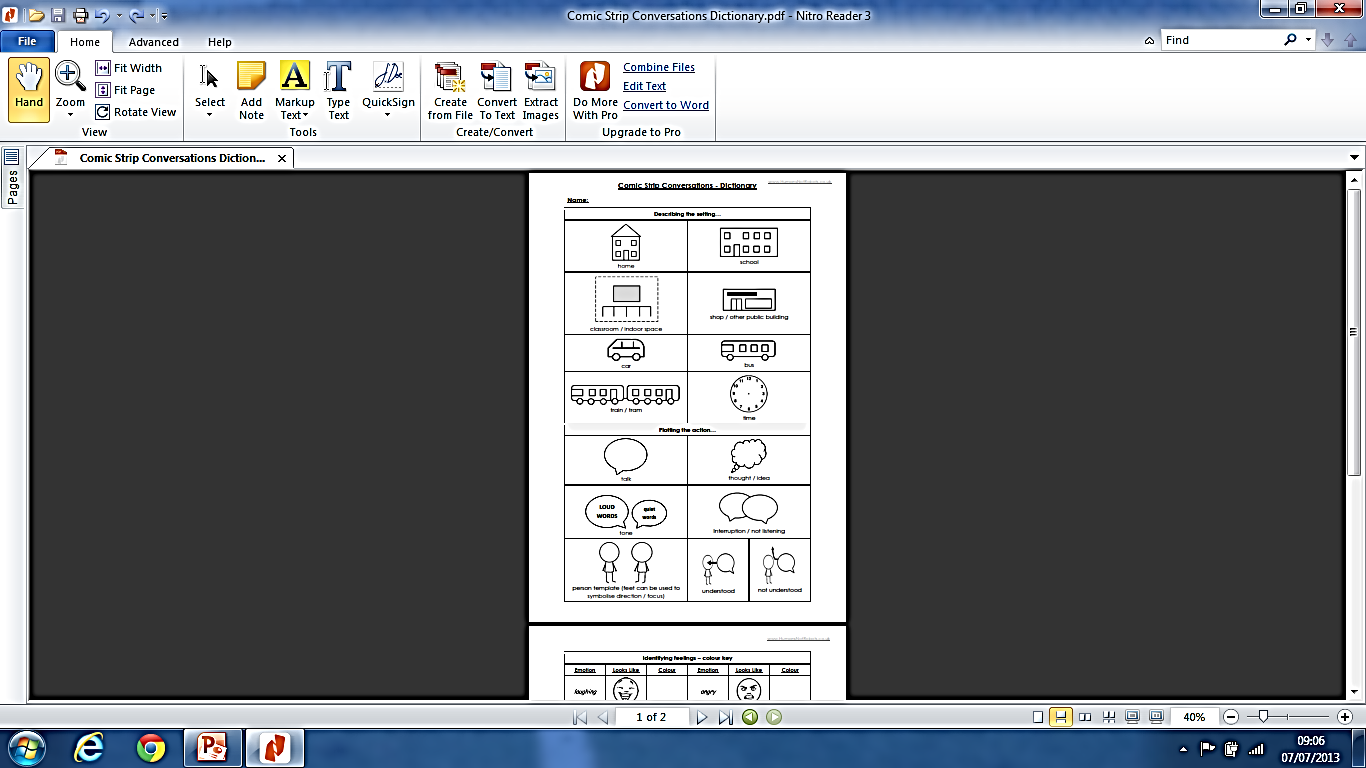 Comic Strip Conversations Dictionary.pdf - Nitro Reader 3
File Home Advanced Help
Find
Hand
Zoom
Fit Width
Fit Page
Rotate View
View
Select
Add Note
Markup Text
Type Text
QuickSign
Tools
Create from File
Convert To Text
Extract Images
Create/Convert
Do More With Pro
Combine Files
Edit Text
Convert to Word
Upgrade to Pro
Comic Strip Conversations Diction...
Pages
Comic Strip Conversations - Dictionary
Name:
Describing the setting...
home
school
classroom / indoor space
shop / other public building
car
bus
train / tram
time
Plotting the action...
talk
thought / idea
LOUD
WORDS
quiet
words
tone
interruption / not listening
person template (feet can be used to
symbolise direction / focus)
understood
not understood
Identifying feelings – colour key
Emotion Looks Like Colour Emotion Looks Like Colour
laughing
angry
1 of 2
40%
09:06
07/07/2013